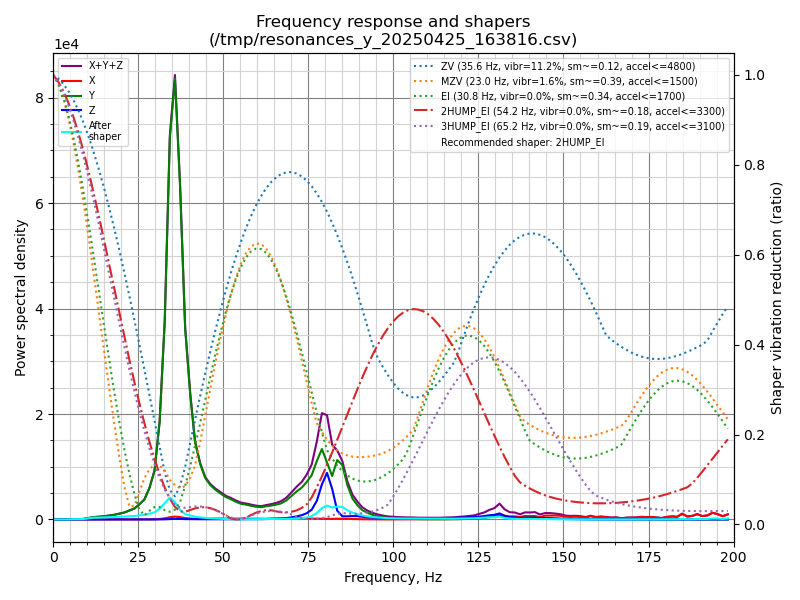 Frequency response and shapers
(/tmp/resonances_y_20250425_163816.csv)
1e4
X+Y+Z
X
Y
Z
After
shaper
ZV (35.6 Hz, vibr=11.2%, sm~=0.12, accel<=4800)
MZV (23.0 Hz, vibr=1.6%, sm~=0.39, accel<=1500)
EI (30.8 Hz, vibr=0.0%, sm~=0.34, accel<=1700)
2HUMP_EI (54.2 Hz, vibr=0.0%, sm~=0.18, accel<=3300)
3HUMP_EI (65.2 Hz, vibr=0.0%, sm~=0.19, accel<=3100)
Recommended shaper: 2HUMP_EI
Power spectral density
8
6
4
2
0
1.0
0.8
0.6
0.4
0.2
0.0
Shaper vibration reduction (ratio)
0 25 50 75 100 125 150 175 200
Frequency, Hz